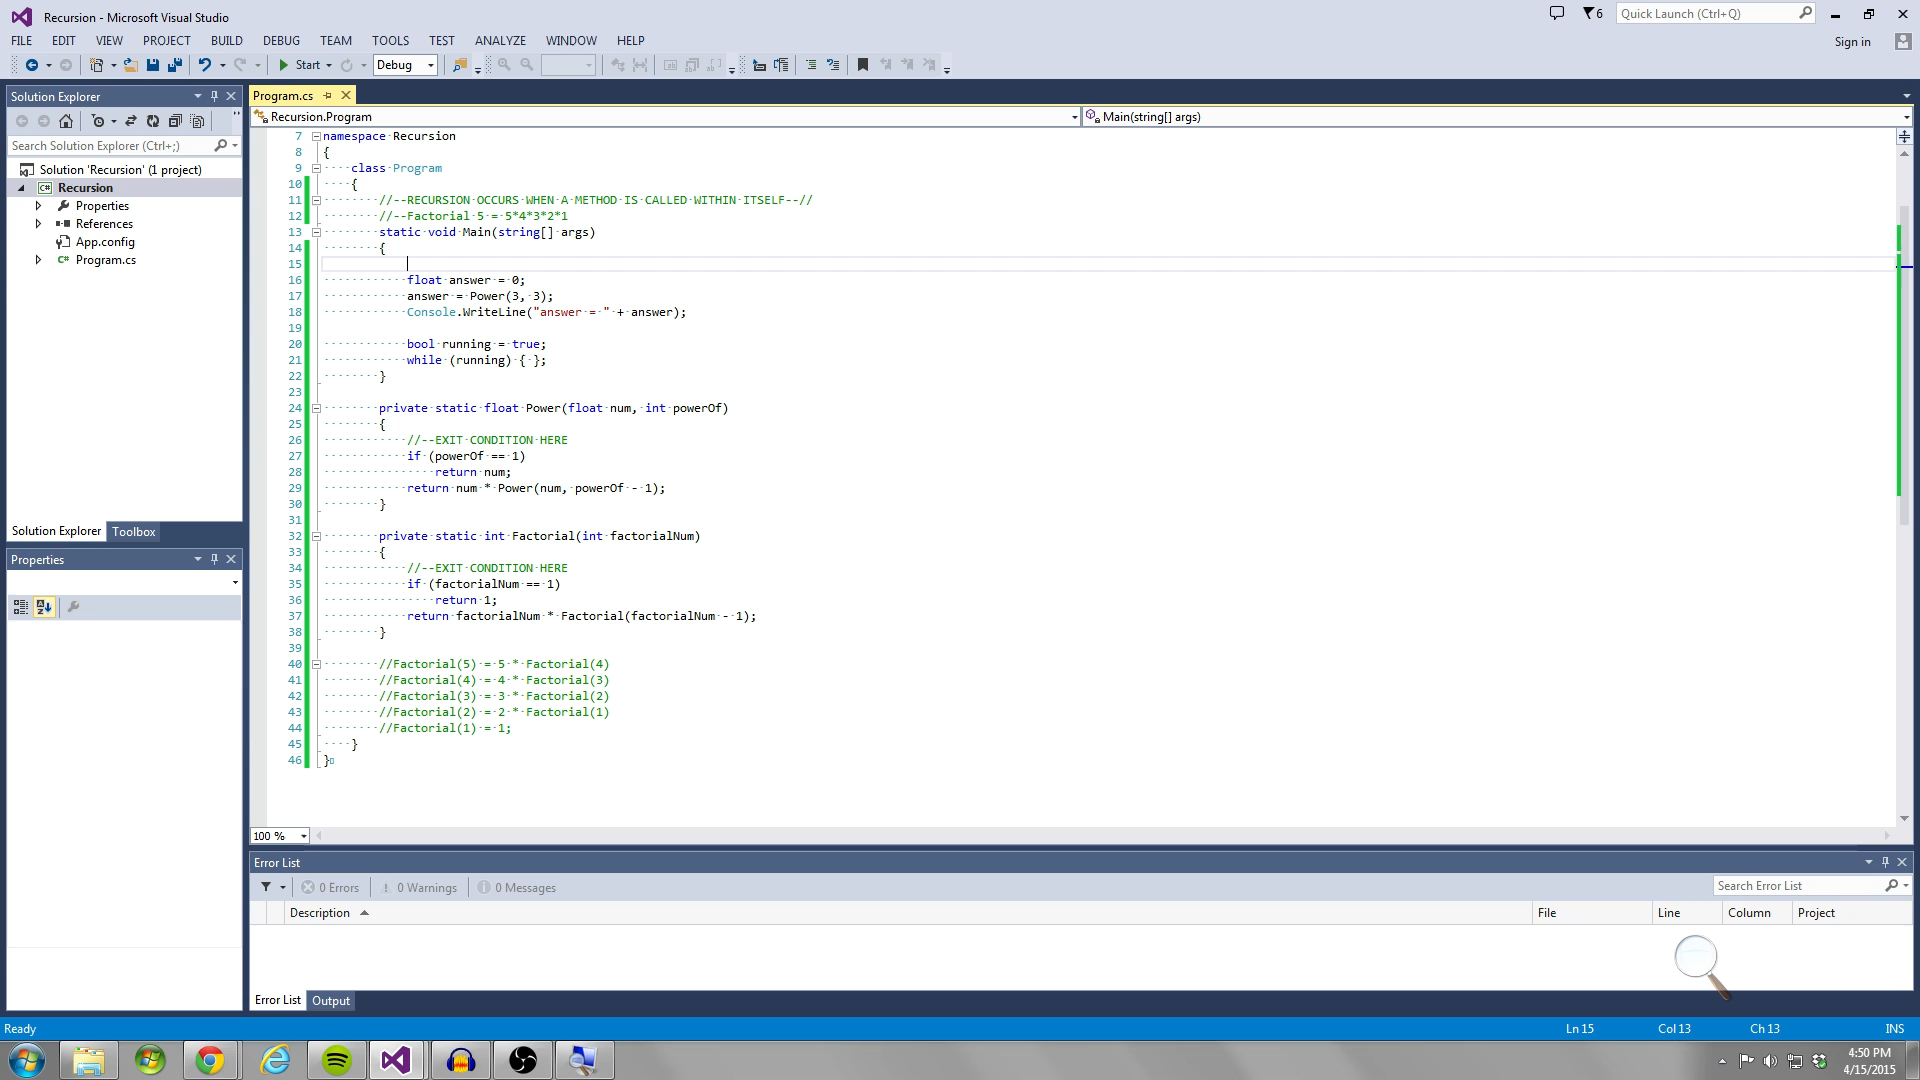 Recursion - Microsoft Visual Studio
6
Quick Launch (Ctrl+Q)
FILE EDIT VIEW PROJECT BUILD DEBUG TEAM TOOLS TEST ANALYZE WINDOW HELP
Sign in
Start Debug
Solution Explorer
Search Solution Explorer (Ctrl+;)
Solution 'Recursion' (1 project)
C# Recursion
Properties
References
App.config
C# Program.cs
Solution Explorer Toolbox
Properties
Program.cs
Recursion.Program Main(string[] args)
7 namespace Recursion
8 {
9 class Program
10 {
11 //--RECURSION OCCURS WHEN A METHOD IS CALLED WITHIN ITSELF--//
12 //--Factorial 5 = 5*4*3*2*1
13 static void Main(string[] args)
14 {
15
16 float answer = 0;
17 answer = Power(3, 3);
18 Console.WriteLine("answer = " + answer);
19
20 bool running = true;
21 while (running) { };
22 }
23
24 private static float Power(float num, int powerOf)
25 {
26 //--EXIT CONDITION HERE
27 if (powerOf == 1)
28 return num;
29 return num * Power(num, powerOf - 1);
30 }
31
32 private static int Factorial(int factorialNum)
33 {
34 //--EXIT CONDITION HERE
35 if (factorialNum == 1)
36 return 1;
37 return factorialNum * Factorial(factorialNum - 1);
38 }
39
40 //Factorial(5) = 5 * Factorial(4)
41 //Factorial(4) = 4 * Factorial(3)
42 //Factorial(3) = 3 * Factorial(2)
43 //Factorial(2) = 2 * Factorial(1)
44 //Factorial(1) = 1;
45 }
46 }
100 %
Error List
0 Errors 0 Warnings 0 Messages
Search Error List
Description File Line Column Project
Error List Output
Ready Ln 15 Col 13 Ch 13 INS
4:50 PM
4/15/2015